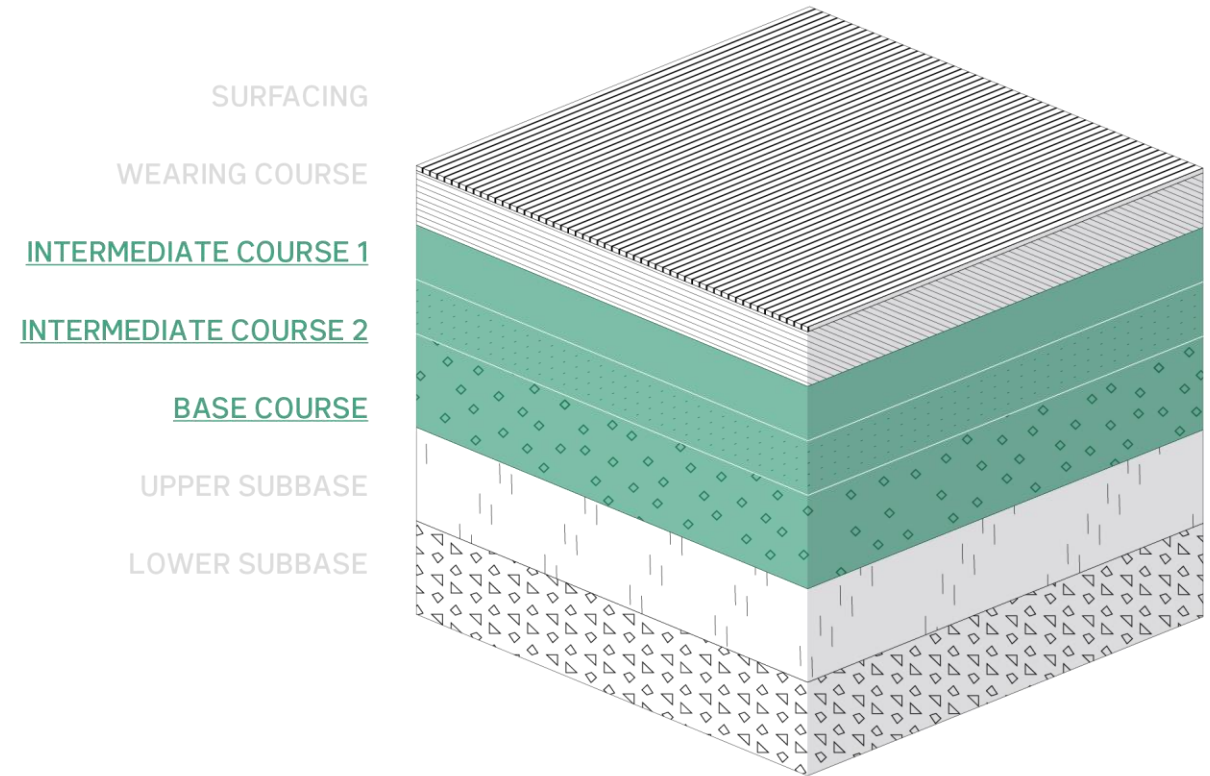 SURFACING
WEARING COURSE
INTERMEDIATE COURSE 1
INTERMEDIATE COURSE 2
BASE COURSE
UPPER SUBBASE
LOWER SUBBASE